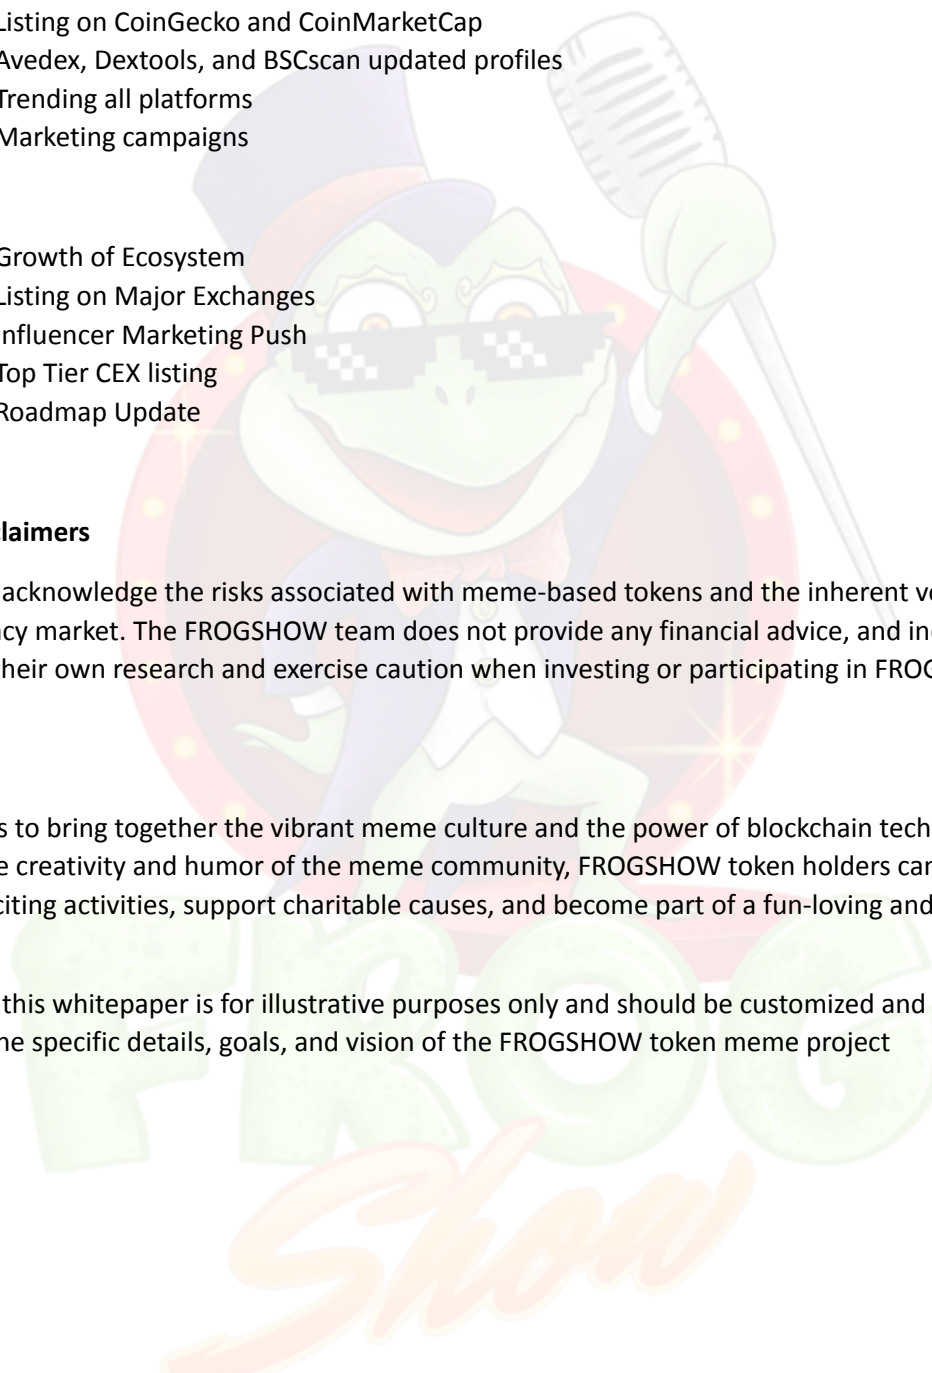 Listing on CoinGecko and CoinMarketCap
Avedex, Dextools, and BSCscan updated profiles
Trending all platforms
Marketing campaigns
Growth of Ecosystem
Listing on Major Exchanges
nfluencer Marketing Push
Top Tier CEX listing
Roadmap Update
claimers
acknowledge the risks associated with meme-based tokens and the inherent
ncy market. The FROGSHOW team does not provide any financial advice, and
their own research and exercise caution when investing or participating in FROG
s to bring together the vibrant meme culture and the power of blockchain tech
e creativity and humor of the meme community, FROGSHOW token holders can
citing activities, support charitable causes, and become part of a fun-loving and
this whitepaper is for illustrative purposes only and should be customized and
he specific details, goals, and vision of the FROGSHOW token meme project
FROG
Show